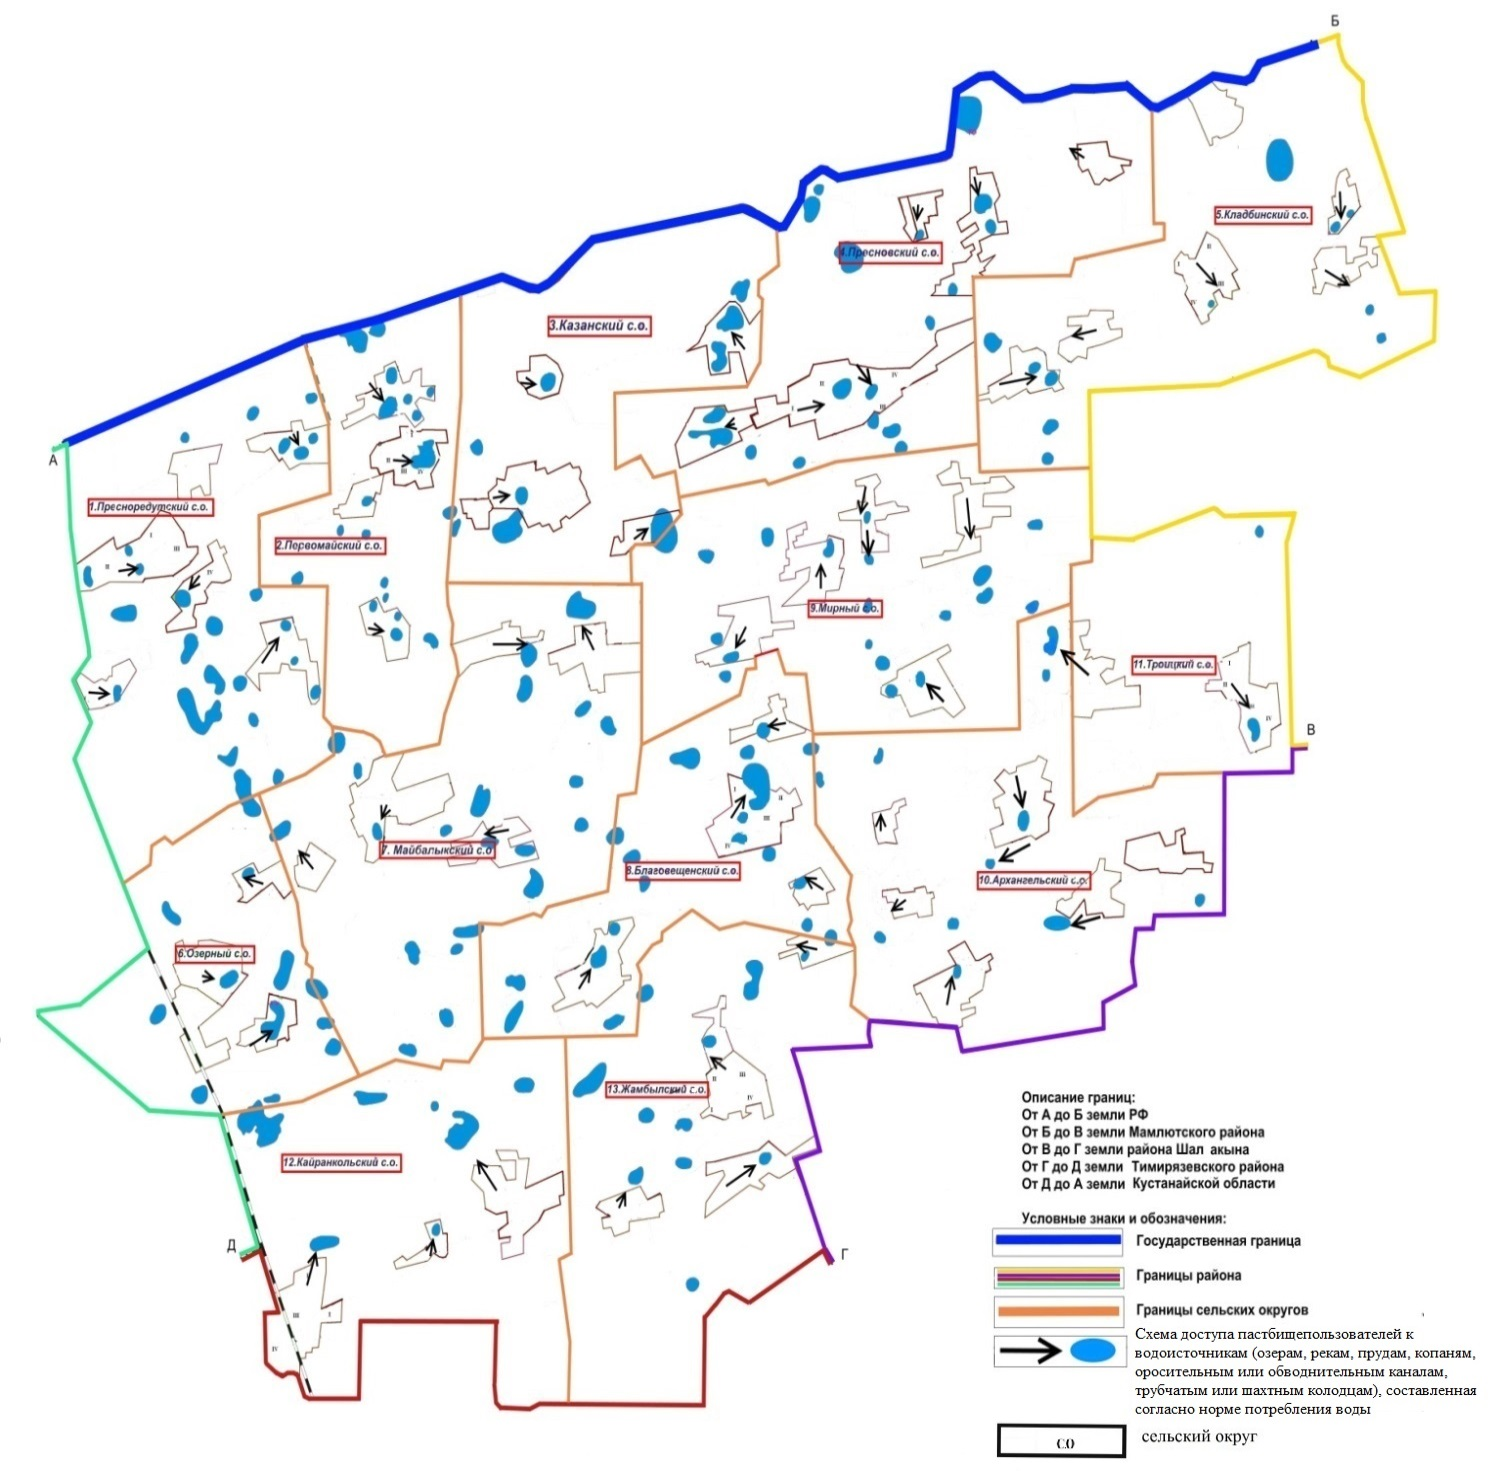 Б
5.Кладбинский с.о.
4.Пресновский с.о.
3.Казанский с.о.
А
1.Пресноредутский с.о.
2.Первомайский с.о.
9.Мирный с.о.
11.Троицкий с.о.
В
7. Майбалыкский с.о
8.Благовещенский с.о.
10.Архангельский с.о.
6.Озерный с.о.
13.Жамбылский с.о.
12.Кайранкольский с.о.
Д
Г
Описание границ:
От А до Б земли РФ
От Б до В земли Мамлютского района
От В до Г земли района Шал акына
От Г до Д земли Тимирязевского района
От Д до А земли Кустанайской области
Условные знаки и обозначения:
Государственная граница
Границы района
Границы сельских округов
Схема доступа пастбищепользователей к
водоисточникам (озерам, рекам, прудам, копаням,
оросительным или обводнительным каналам,
трубчатым или шахтным колодцам), составленная
согласно норме потребления воды
СО
сельский округ